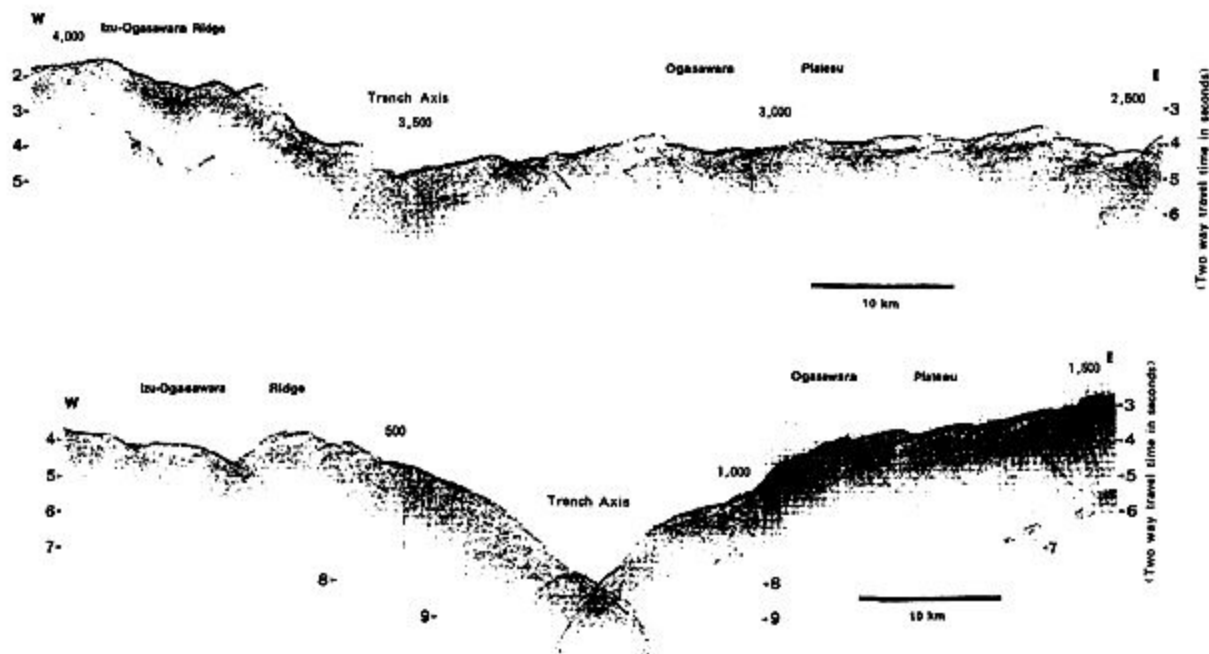 W
4,000 Izu-Ogasawara Ridge
Ogasawara Plateau
E
Trench Axis
2,500
3,500
3,000
2-
3-
4-
5-
-3
-4
-5
-6
(Two way travel time in seconds)
10 km
W
Izu-Ogasawara Ridge
Ogasawara Plateau
1,500
E
500
1,000
Trench Axis
4-
5-
6-
7-
8-
9-
-3
-4
-5
-6
-7
-8
-9
(Two way travel time in seconds)
10 km